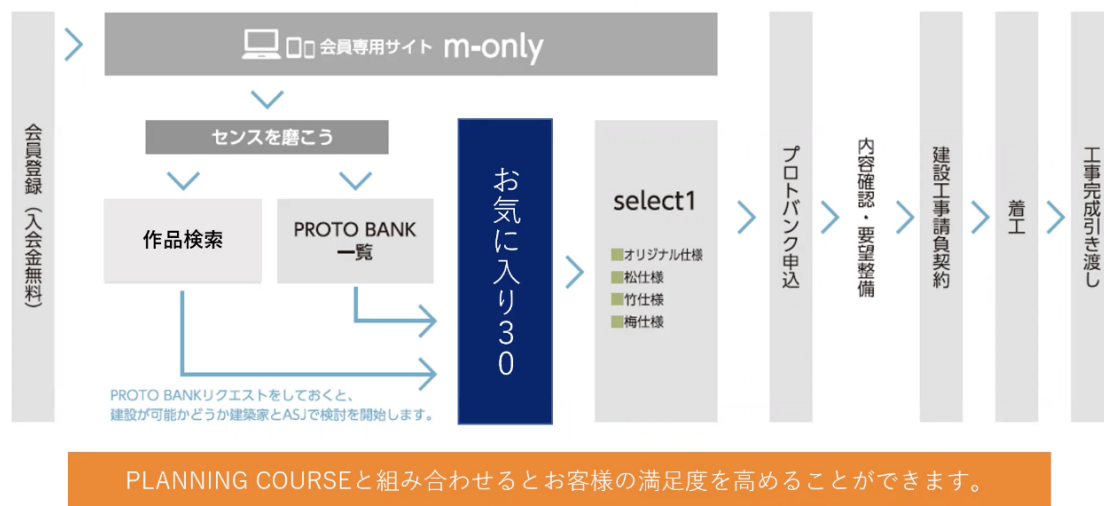 会員登録（入会金無料）
会員専用サイト m-only
センスを磨こう
作品検索
PROTO BANK
一覧
PROTO BANKリクエストをしておくと、
建設が可能かどうか建築家とASJで検討を開始します。
お気に入り30
select1
オリジナル仕様
松仕様
竹仕様
梅仕様
プロトバンク申込
内容確認・要望整備
建設工事請負契約
着工
工事完成引き渡し
PLANNING COURSEと組み合わせるとお客様の満足度を高めることができます。